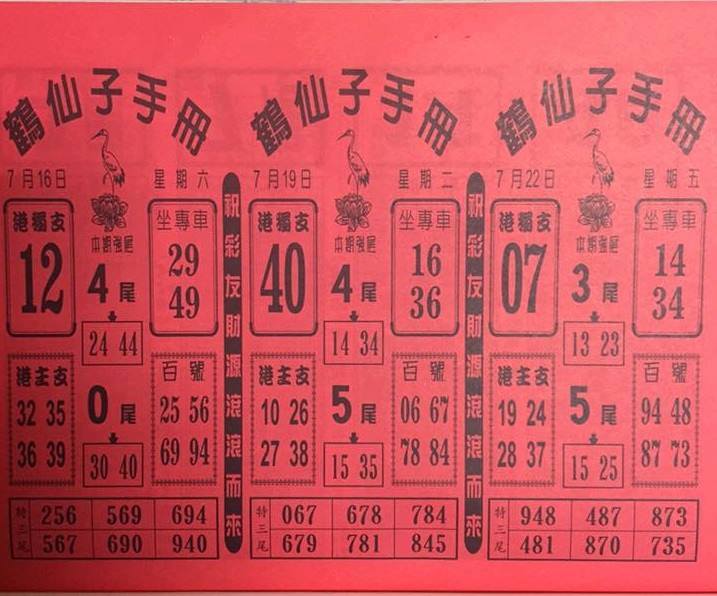 鶴仙子手冊
7月16日
星期六
港獨支
12
本期強尾
4尾
24 44
坐專車
29
49
港主支
32 35
36 39
0尾
30 40
百號
25 56
69 94
特三尾
256 569 694
567 690 940
祝彩友財源滾滾而來
鶴仙子手冊
7月19日
星期二
港獨支
40
本期強尾
4尾
14 34
坐專車
16
36
港主支
10 26
27 38
5尾
15 35
百號
06 67
78 84
特三尾
067 678 784
679 781 845
祝彩友財源滾滾而來
鶴仙子手冊
7月22日
星期五
港獨支
07
本期強尾
3尾
13 23
坐專車
14
34
港主支
19 24
28 37
5尾
15 25
百號
94 48
87 73
特三尾
948 487 873
481 870 735